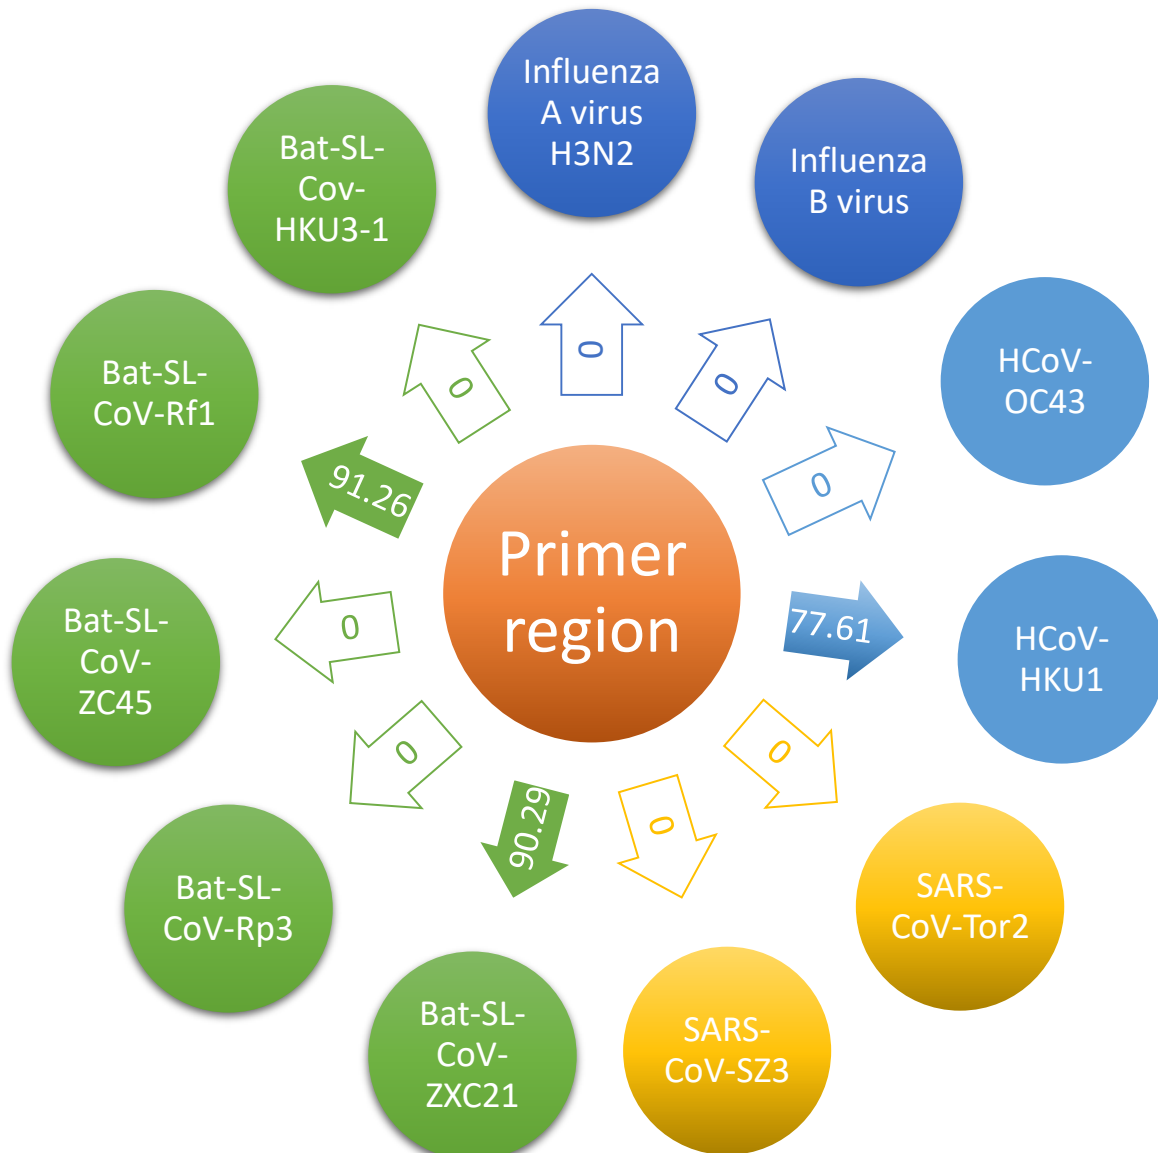 Influenza
A virus
H3N2
Influenza
B virus
HCoV-
OC43
HCoV-
HKU1
SARS-
CoV-Tor2
SARS-
CoV-SZ3
Bat-SL-
CoV-
ZXC21
Bat-SL-
CoV-Rp3
Bat-SL-
CoV-
ZC45
Bat-SL-
CoV-Rf1
Bat-SL-
Cov-
HKU3-1
0
0
0
77.61
0
0
90.29
0
0
91.26
0
Primer
region